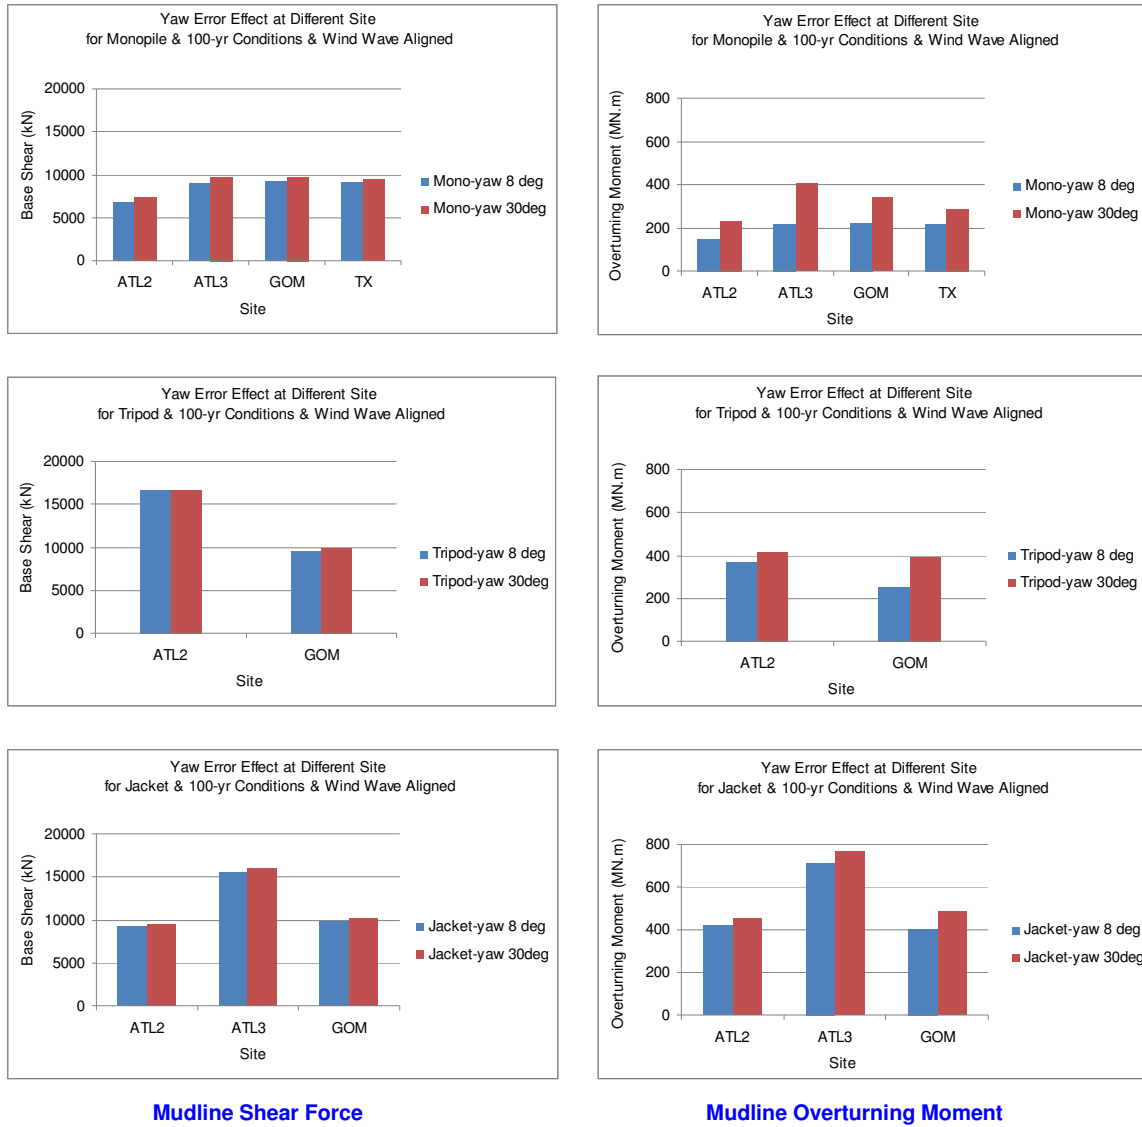 Yaw Error Effect at Different Site
for Monopile & 100-yr Conditions & Wind Wave Aligned
Base Shear (kN)
20000
15000
10000
5000
0
ATL2 ATL3 GOM TX
Site
Mono-yaw 8 deg
Mono-yaw 30deg
Yaw Error Effect at Different Site
for Monopile & 100-yr Conditions & Wind Wave Aligned
Overturning Moment (MN.m)
800
600
400
200
0
ATL2 ATL3 GOM TX
Site
Mono-yaw 8 deg
Mono-yaw 30deg
Yaw Error Effect at Different Site
for Tripod & 100-yr Conditions & Wind Wave Aligned
Base Shear (kN)
20000
15000
10000
5000
0
ATL2 GOM
Site
Tripod-yaw 8 deg
Tripod-yaw 30deg
Yaw Error Effect at Different Site
for Tripod & 100-yr Conditions & Wind Wave Aligned
Overturning Moment (MN.m)
800
600
400
200
0
ATL2 GOM
Site
Tripod-yaw 8 deg
Tripod-yaw 30deg
Yaw Error Effect at Different Site
for Jacket & 100-yr Conditions & Wind Wave Aligned
Base Shear (kN)
20000
15000
10000
5000
0
ATL2 ATL3 GOM
Site
Jacket-yaw 8 deg
Jacket-yaw 30deg
Yaw Error Effect at Different Site
for Jacket & 100-yr Conditions & Wind Wave Aligned
Overturning Moment (MN.m)
800
600
400
200
0
ATL2 ATL3 GOM
Site
Jacket-yaw 8 deg
Jacket-yaw 30deg
Mudline Shear Force
Mudline Overturning Moment